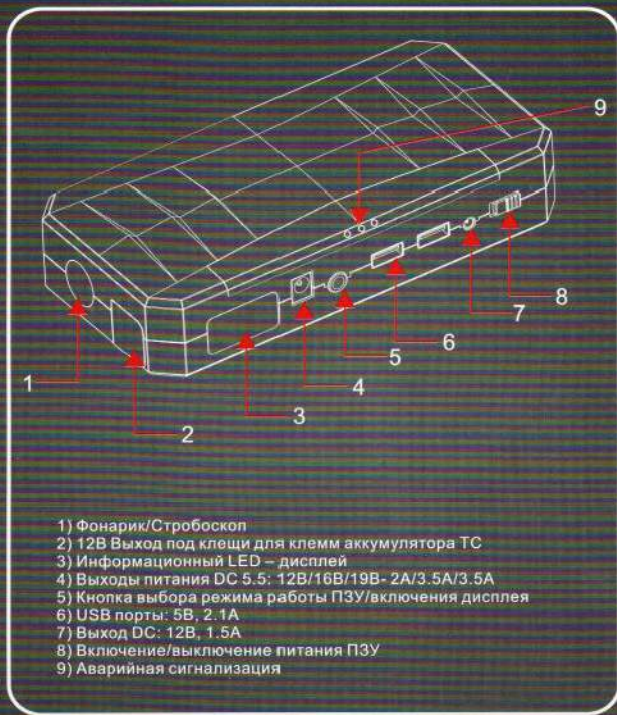 9
8
7
6
5
4
3
2
1
1) Фонарик/Стробоскоп
2) 12В Выход под клещи для клемм аккумулятора ТС
3) Информационный LED – дисплей
4) Выходы питания DC 5.5: 12В/16В/19В- 2А/3.5А/3.5А
5) Кнопка выбора режима работы ПЗУ/включения дисплея
6) USB порты: 5В, 2.1А
7) Выход DC: 12В, 1.5А
8) Включение/выключение питания ПЗУ
9) Аварийная сигнализация